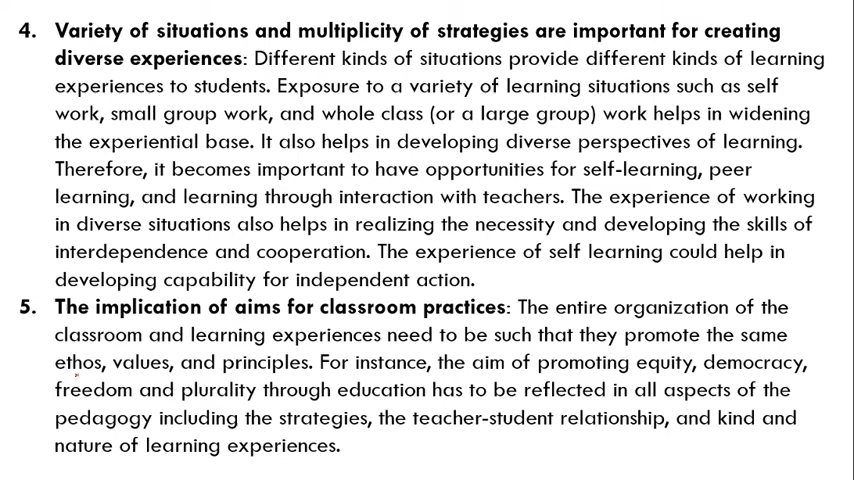 4. Variety of situations and multiplicity of strategies are important for creating
diverse experiences: Different kinds of situations provide different kinds of learning
experiences to students. Exposure to a variety of learning situations such as self
work, small group work, and whole class (or a large group) work helps in widening
the experiential base. It also helps in developing diverse perspectives of learning.
Therefore, it becomes important to have opportunities for self-learning, peer
learning, and learning through interaction with teachers. The experience of working
in diverse situations also helps in realizing the necessity and developing the skills of
interdependence and cooperation. The experience of self learning could help in
developing capability for independent action.
5. The implication of aims for classroom practices: The entire organization of the
classroom and learning experiences need to be such that they promote the same
ethos, values, and principles. For instance, the aim of promoting equity, democracy,
freedom and plurality through education has to be reflected in all aspects of the
pedagogy including the strategies, the teacher-student relationship, and kind and
nature of learning experiences.